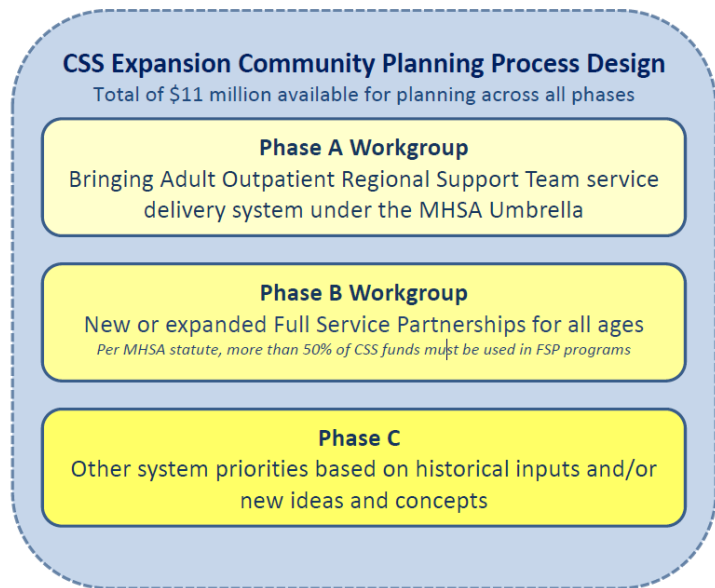 CSS Expansion Community Planning Process Design
Total of $11 million available for planning across all phases
Phase A Workgroup
Bringing Adult Outpatient Regional Support Team service
delivery system under the MHSA Umbrella
Phase B Workgroup
New or expanded Full Service Partnerships for all ages
Per MHSA statute, more than 50% of CSS funds must be used in FSP programs
Phase C
Other system priorities based on historical inputs and/or
new ideas and concepts